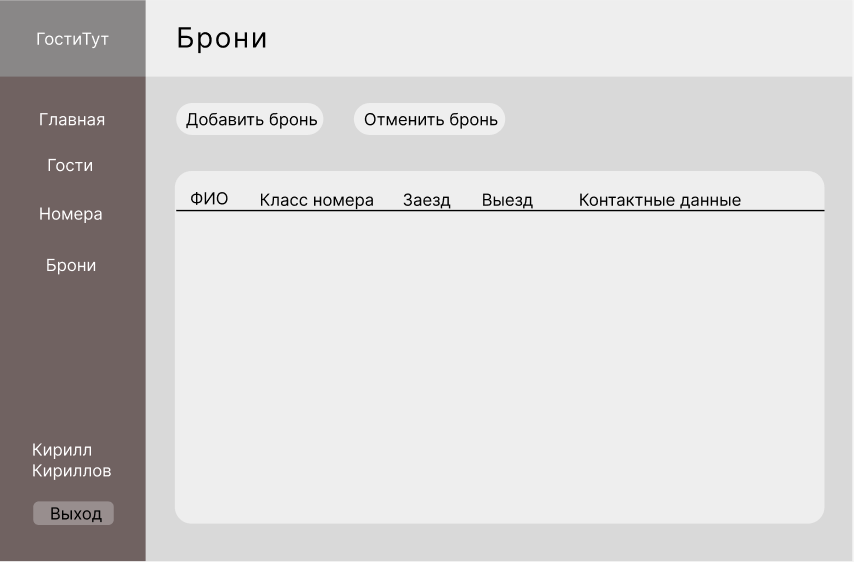 ГостиТут
Брони
Главная
Гости
Номера
Брони
Кирилл
Кириллов
Выход
Добавить бронь
Отменить бронь
ФИО Класс номера Заезд Выезд Контактные данные